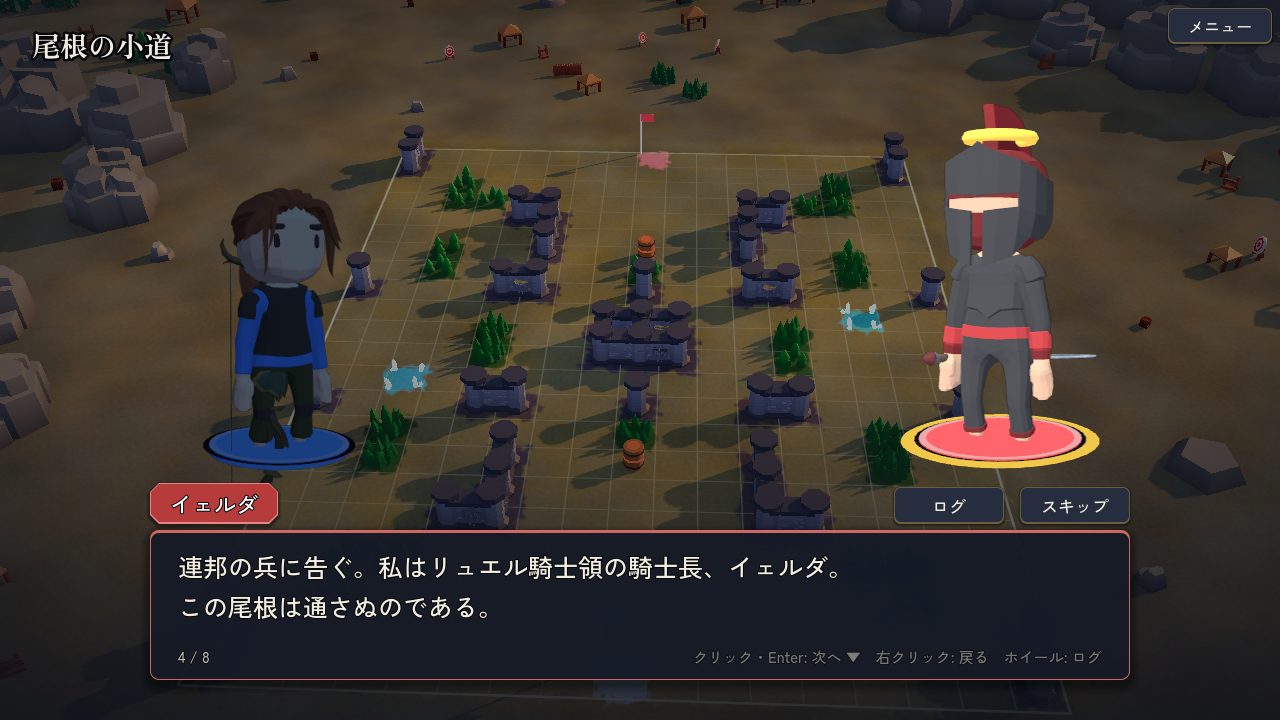 尾根の小道
メニュー
イェルダ
ログ
スキップ
連邦の兵に告ぐ。私はリュエル騎士領の騎士長、イェルダ。
この尾根は通さぬのである。
4 / 8
クリック・Enter: 次へ ▼ 右クリック: 戻る ホイール: ログ